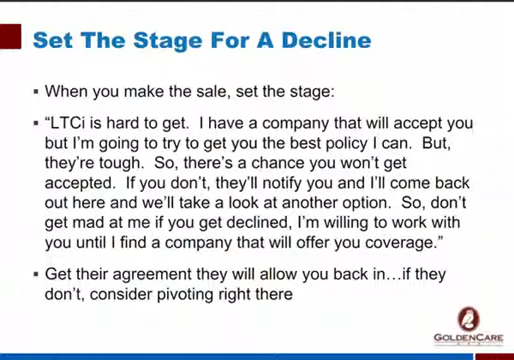 Set The Stage For A Decline
▪ When you make the sale, set the stage:
▪ “LTCi is hard to get.  I have a company that will accept you
but I'm going to try to get you the best policy I can.  But,
they're tough.  So, there's a chance you won't get
accepted.  If you don't, they'll notify you and I'll come back
out here and we'll take a look at another option.  So, don't
get mad at me if you get declined, I'm willing to work with
you until I find a company that will offer you coverage.”
▪ Get their agreement they will allow you back in…if they
don't, consider pivoting right there
GOLDENCARE